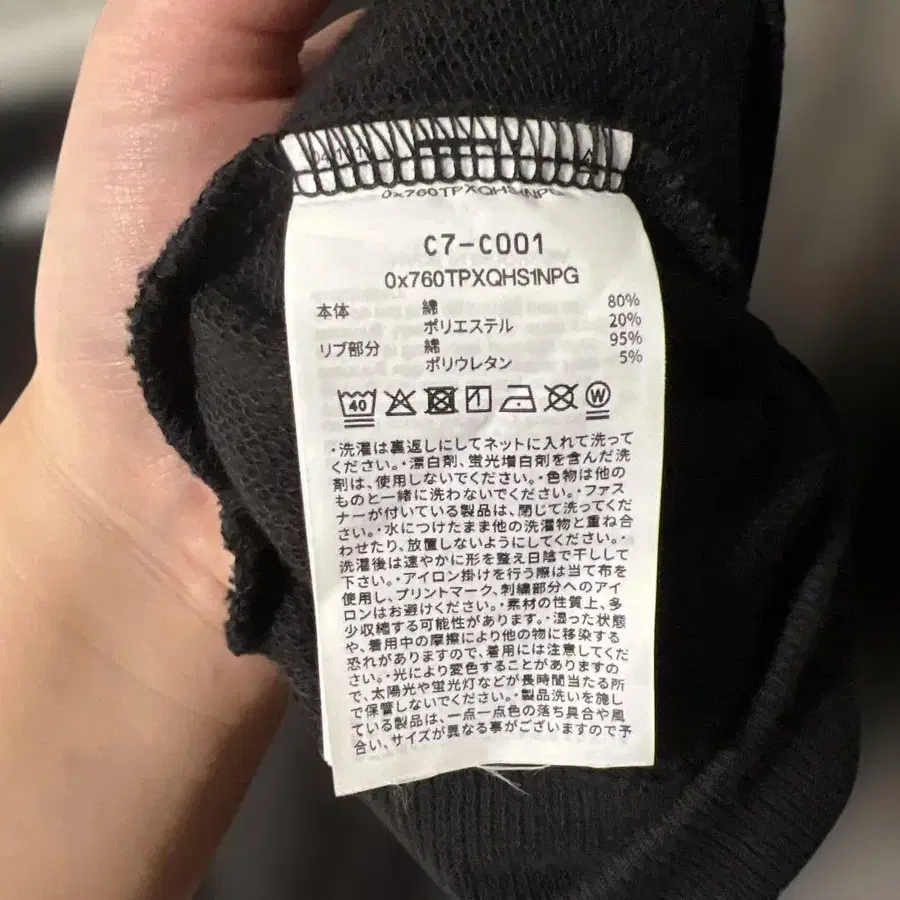 0x760TPXQHS1NPG
C7-C001
0x760TPXQHS1NPG
本体 綿 80%
ポリエステル 20%
リブ部分 綿 95%
ポリウレタン 5%
40 W
・洗濯は裏返しにしてネットに入れて洗って
ください。・漂白剤、蛍光増白剤を含んだ洗
剤は、使用しないでください。・色物は他の
ものと一緒に洗わないでください。・ファス
ナーが付いている製品は、閉じて洗ってくだ
さい。・水につけたまま他の洗濯物と重ね合
わせたり、放置しないようにしてください。・
洗濯後は速やかに形を整え日陰で干しして
下さい。・アイロン掛けを行う際は当て布を
使用し、プリントマーク、刺繍部分へのアイ
ロンはお避けください。・素材の性質上、多
少収縮する可能性があります。・湿った状態
や、着用中の摩擦により他の物に移染する
恐れがありますので、着用には注意してくだ
さい。・光により変色することがありますの
で、太陽光や蛍光灯などが長時間当たる所
で保管しないでください。・製品洗いを施し
ている製品は、一点一点色の落ち具合や風
合い、サイズが異なる事がございますので予